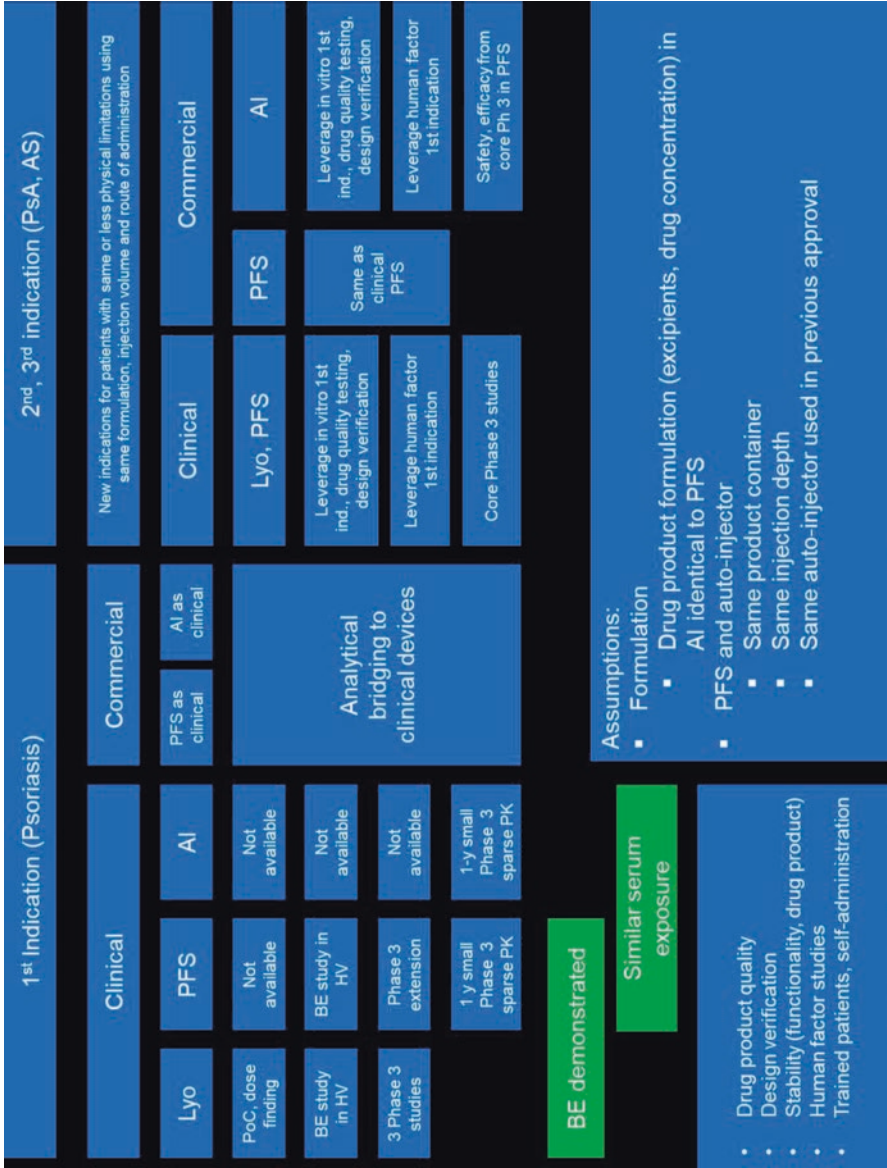 1st Indication (Psoriasis)
2nd, 3rd indication (PsA, AS)
Clinical
Commercial
New indications for patients with same or less physical limitations using
same formulation, injection volume and route of administration
Lyo
PFS
AI
PFS as
clinical
AI as
clinical
Clinical
Commercial
Lyo, PFS
PFS
AI
PoC, dose
finding
Not
available
Not
available
Analytical
bridging to
clinical devices
Leverage in vitro 1st
ind., drug quality testing,
design verification
Same as
clinical
PFS
Leverage in vitro 1st
ind., drug quality testing,
design verification
BE study
in HV
BE study in
HV
Not
available
Leverage human factor
1st indication
Leverage human factor
1st indication
3 Phase 3
studies
Phase 3
extension
Not
available
Core Phase 3 studies
Safety, efficacy from
core Ph 3 in PFS
1 y small
Phase 3
sparse PK
1-y small
Phase 3
sparse PK
BE demonstrated
Similar serum
exposure
• Drug product quality
• Design verification
• Stability (functionality, drug product)
• Human factor studies
• Trained patients, self-administration
Assumptions:
▪ Formulation
▪ Drug product formulation (excipients, drug concentration) in
AI identical to PFS
▪ PFS and auto-injector
▪ Same product container
▪ Same injection depth
▪ Same auto-injector used in previous approval